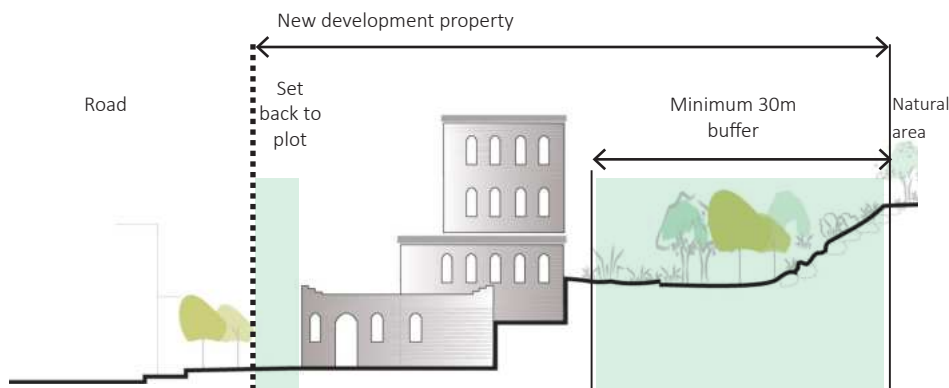 New development property
Road
Set
back to
plot
Minimum 30m
buffer
Natural
area